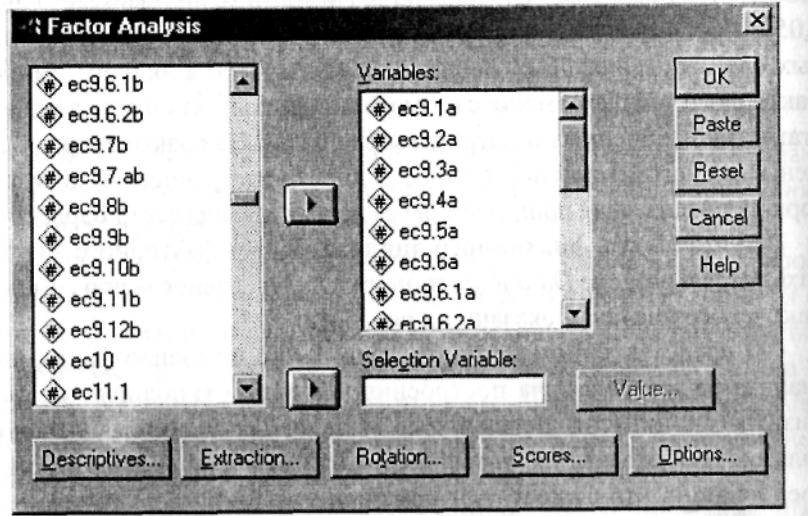 Factor Analysis
ec9.6.1b
ec9.6.2b
ec9.7b
ec9.7.ab
ec9.8b
ec9.9b
ec9.10b
ec9.11b
ec9.12b
ec10
ec11.1
Variables:
ec9.1a
ec9.2a
ec9.3a
ec9.4a
ec9.5a
ec9.6a
ec9.6.1a
ec9.6.2a
Selection Variable:
Value...
OK
Paste
Reset
Cancel
Help
Descriptives...
Extraction...
Rotation...
Scores...
Options...